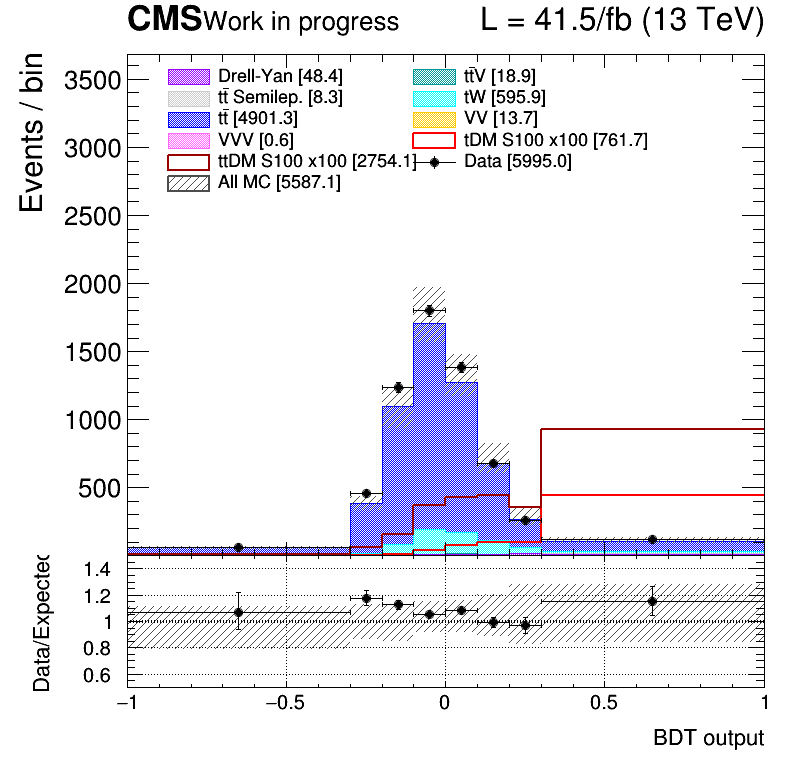 CMS Work in progress L = 41.5/fb (13 TeV)
Events / bin
3500
3000
2500
2000
1500
1000
500
Drell-Yan [48.4] tt̄V [18.9]
tt̄ Semilep. [8.3] tW [595.9]
tt̄ [4901.3] VV [13.7]
VVV [0.6] tDM S100 x100 [761.7]
ttDM S100 x100 [2754.1] Data [5995.0]
All MC [5587.1]
Data/Expected
1.4
1.2
1
0.8
0.6
−1 −0.5 0 0.5 1
BDT output